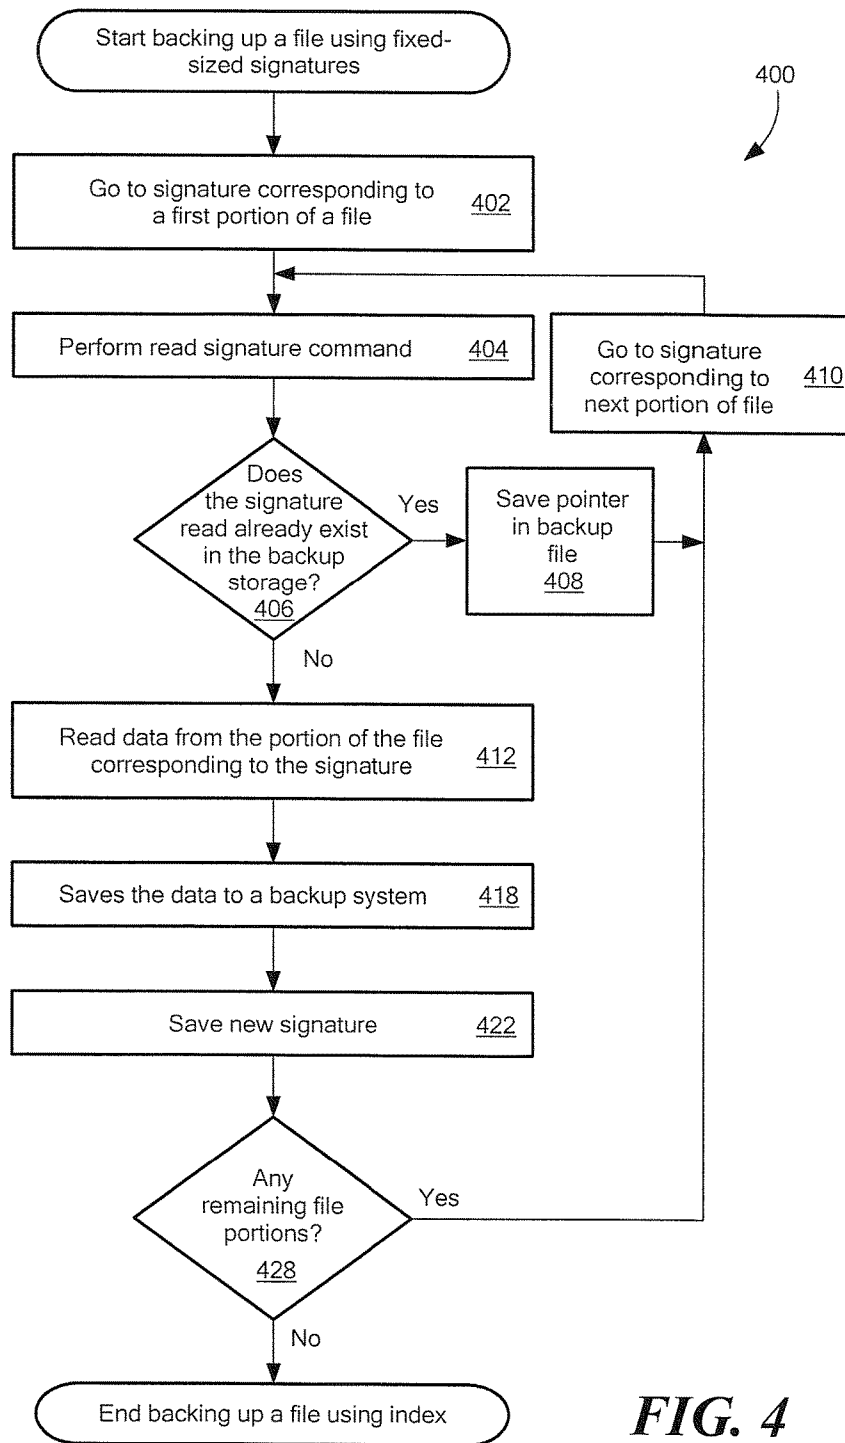 Start backing up a file using fixed-
sized signatures
400
Go to signature corresponding to
a first portion of a file
402
Perform read signature command
404
Go to signature
corresponding to
next portion of file
410
Does
the signature
read already exist
in the backup
storage?
406
Yes
Save pointer
in backup
file
408
No
Read data from the portion of the file
corresponding to the signature
412
Saves the data to a backup system
418
Save new signature
422
Any
remaining file
portions?
428
Yes
No
End backing up a file using index
FIG. 4